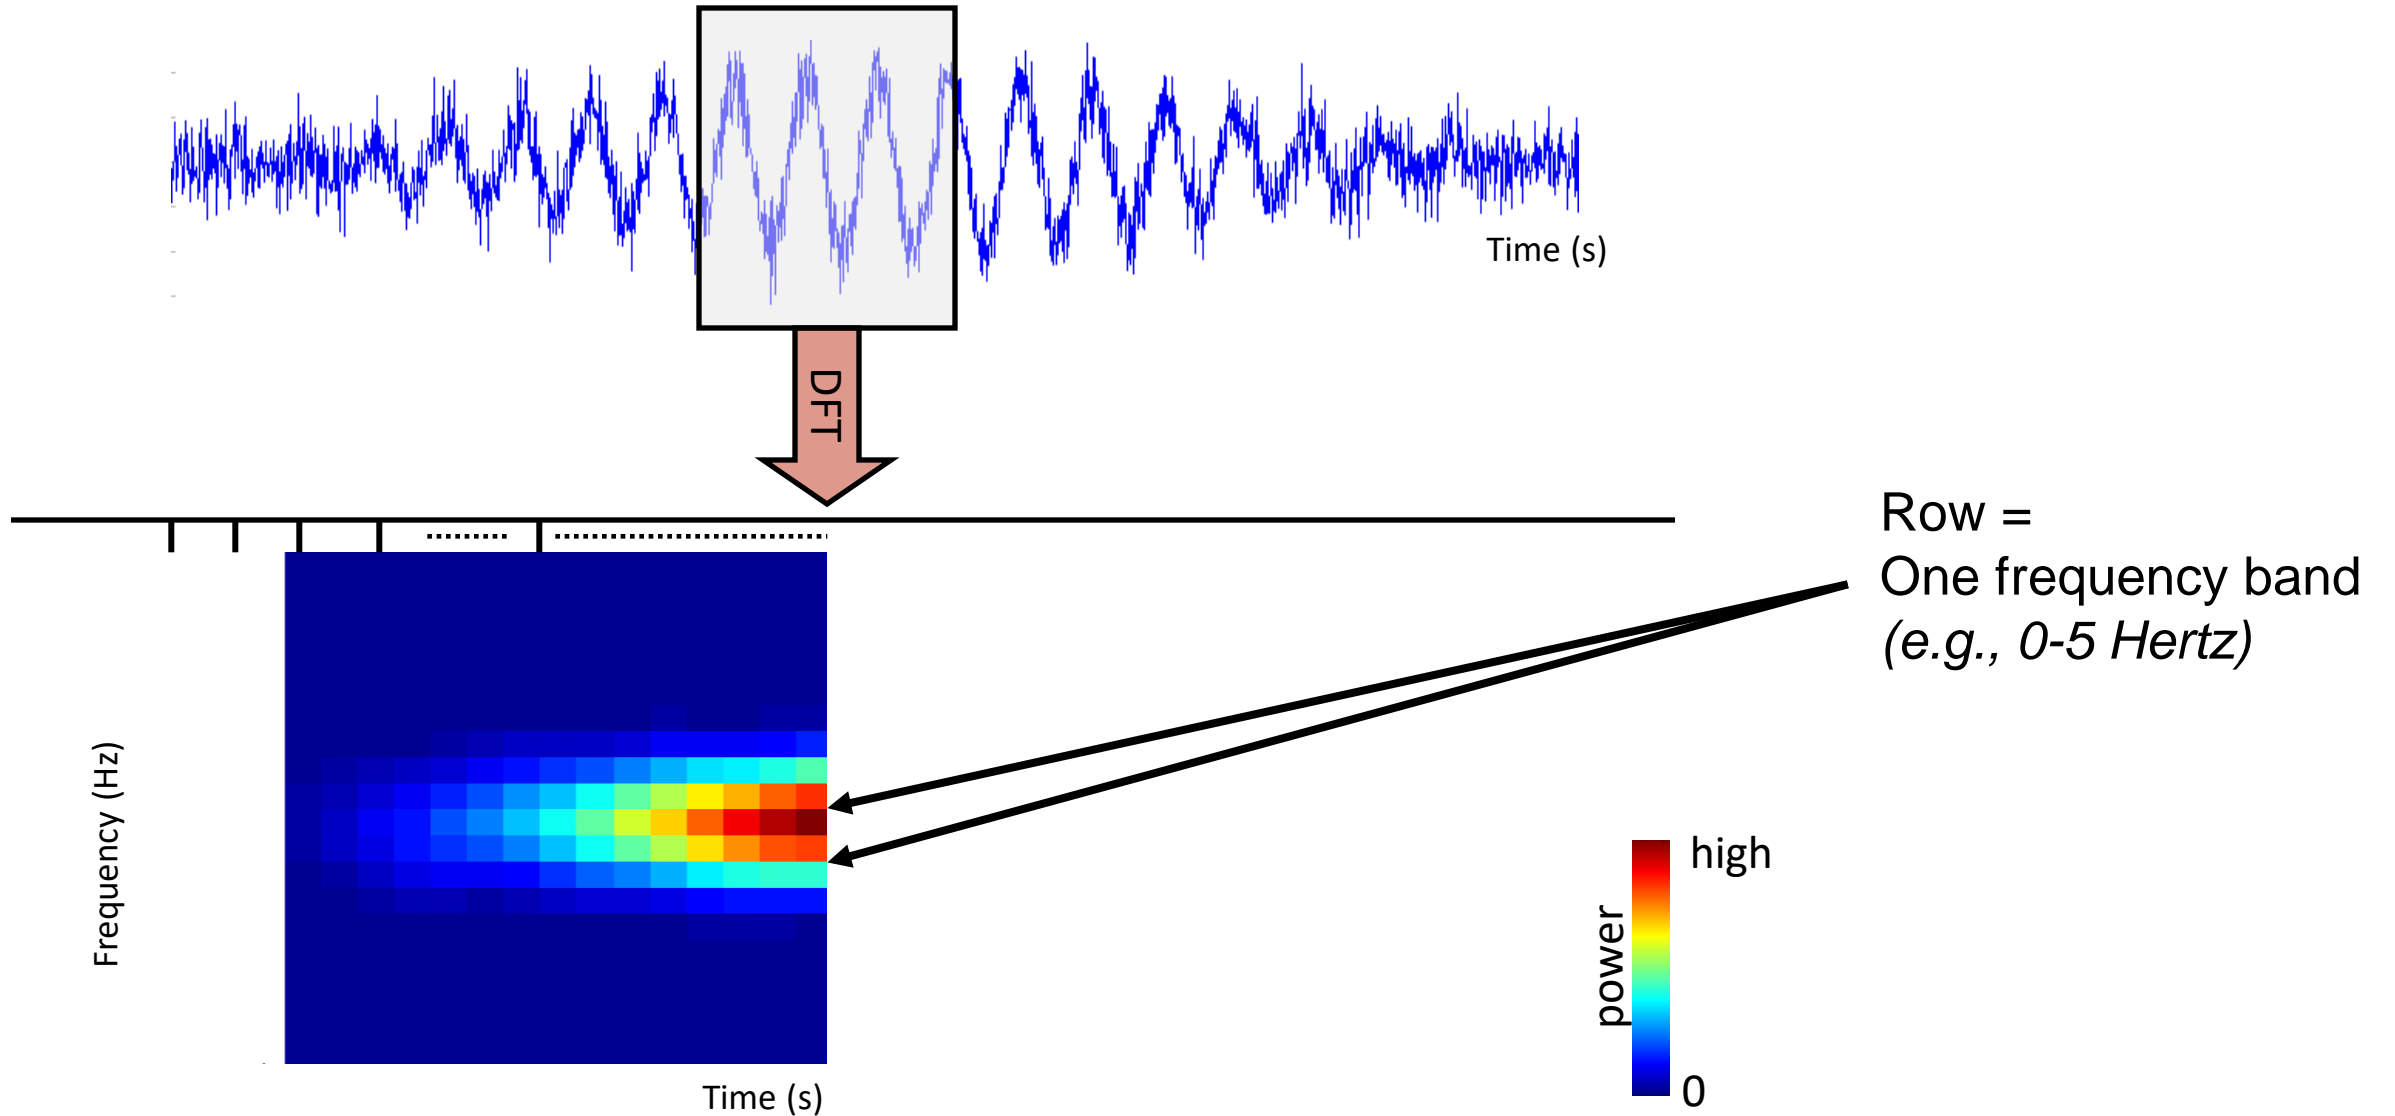 Time (s)
DFT
Row =
One frequency band
(e.g., 0-5 Hertz)
Frequency (Hz)
high
power
0
Time (s)